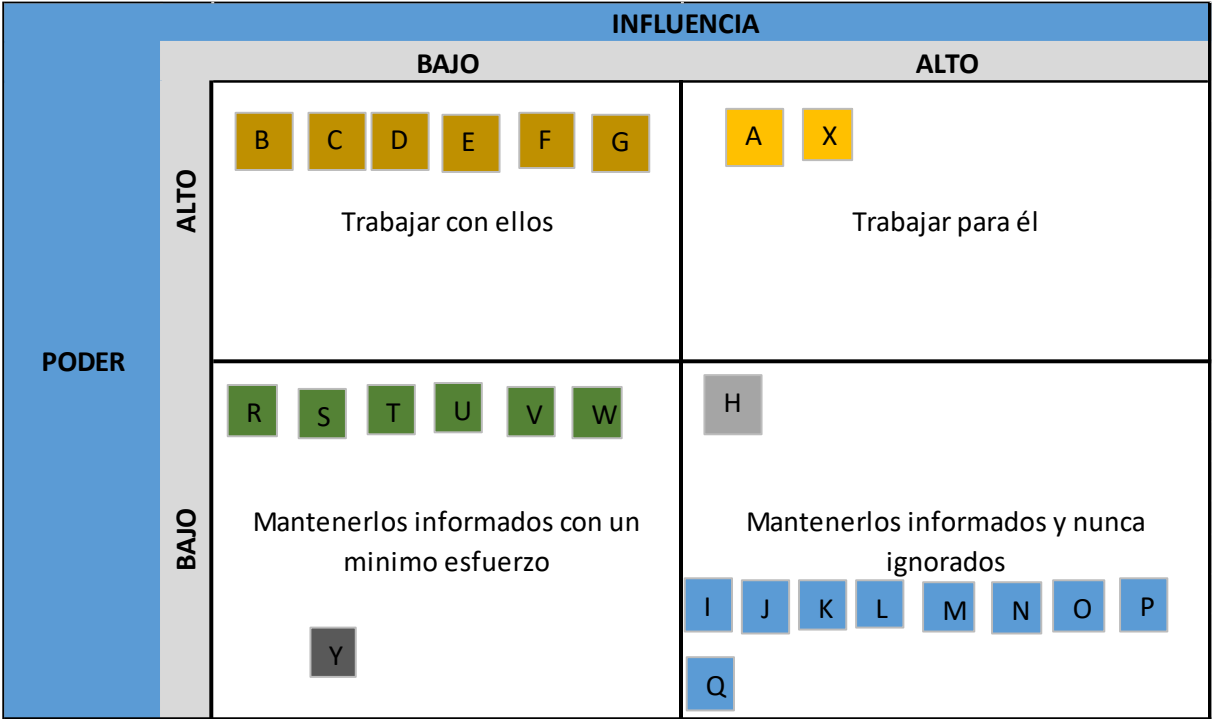 INFLUENCIA
BAJO ALTO
PODER
ALTO
B C D E F G
Trabajar con ellos
A X
Trabajar para él
BAJO
R S T U V W
Mantenerlos informados con un
minimo esfuerzo
Y
H
Mantenerlos informados y nunca
ignorados
I J K L M N O P
Q